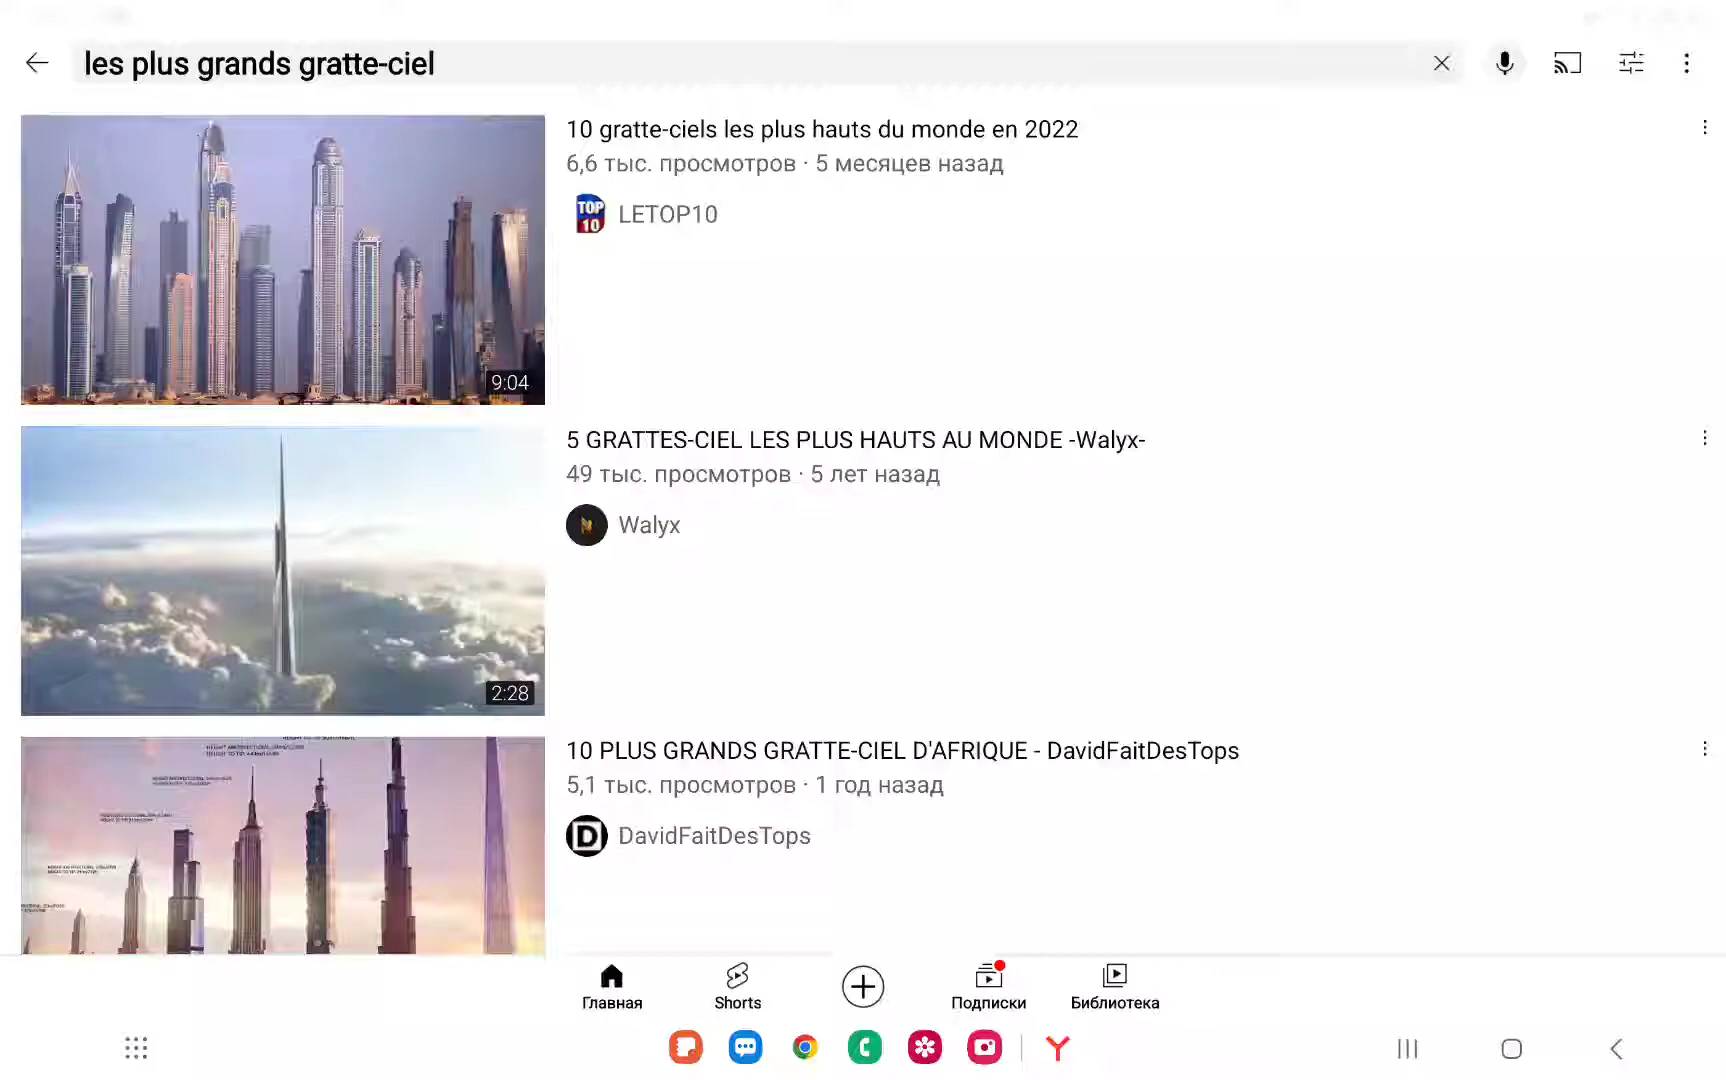 les plus grands gratte-ciel
10 gratte-ciels les plus hauts du monde en 2022
6,6 тыс. просмотров · 5 месяцев назад
TOP
10
LETOP10
9:04
5 GRATTES-CIEL LES PLUS HAUTS AU MONDE -Walyx-
49 тыс. просмотров · 5 лет назад
Walyx
2:28
10 PLUS GRANDS GRATTE-CIEL D'AFRIQUE - DavidFaitDesTops
5,1 тыс. просмотров · 1 год назад
D
DavidFaitDesTops
Главная
Shorts
Подписки
Библиотека